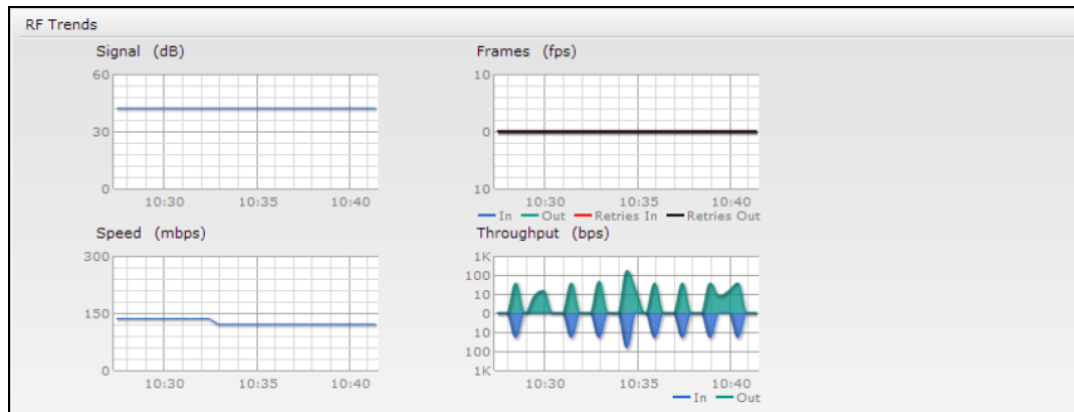 RF Trends
Signal (dB)
60
30
0
10:30 10:35 10:40
Frames (fps)
10
0
10
10:30 10:35 10:40
In Out Retries In Retries Out
Speed (mbps)
300
150
0
10:30 10:35 10:40
Throughput (bps)
1K
100
10
0
10
100
1K
10:30 10:35 10:40
In Out